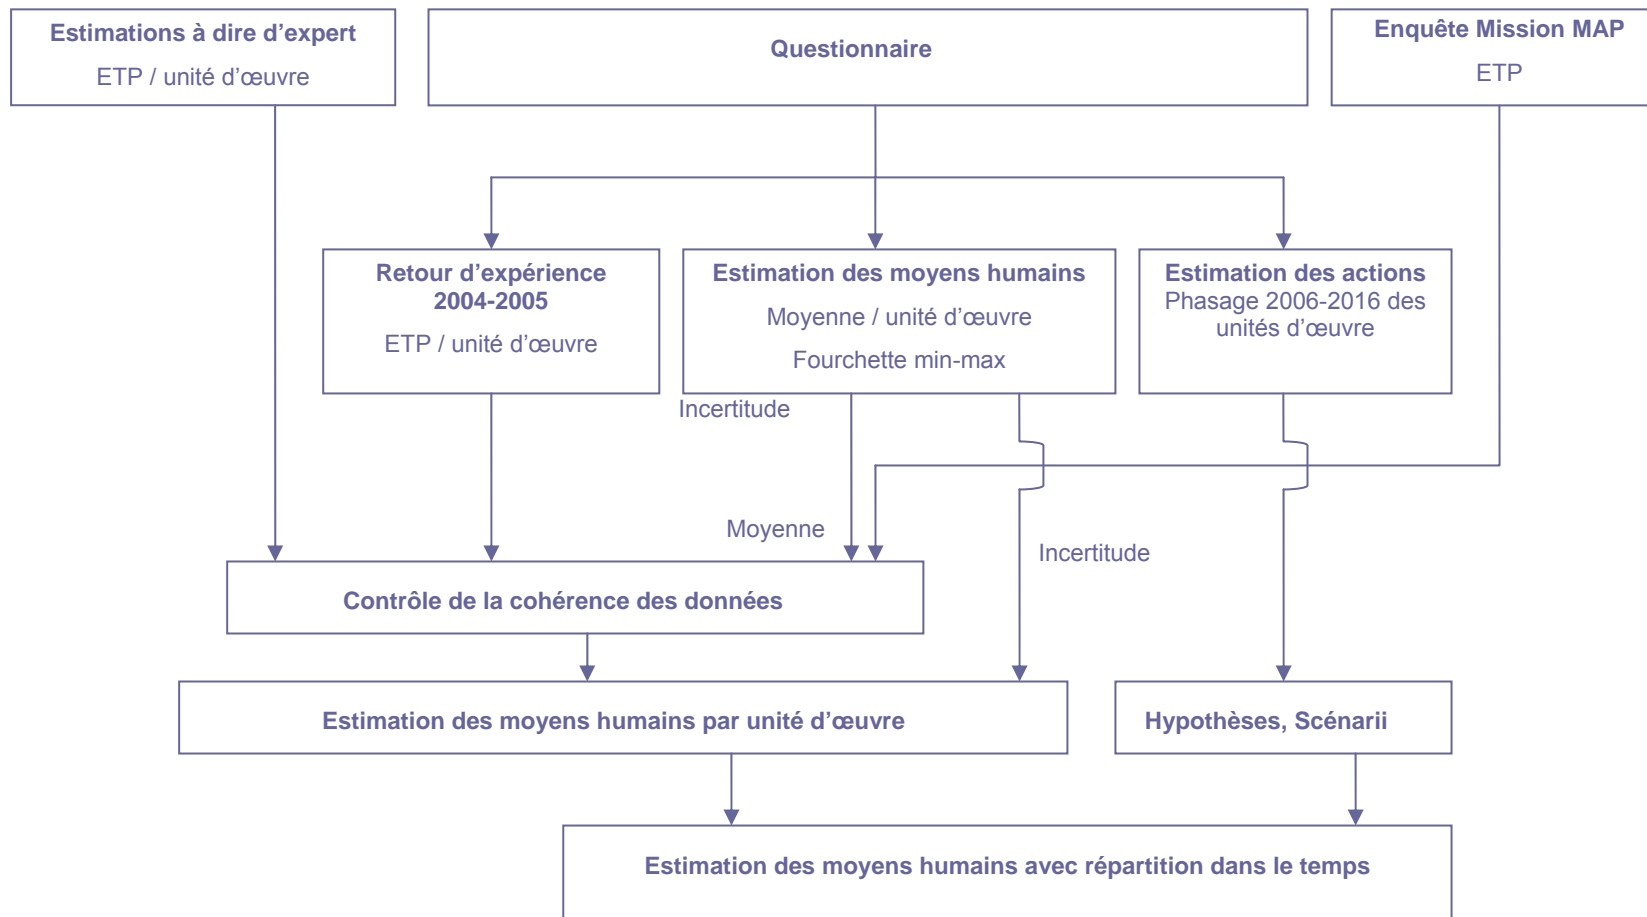 Estimations à dire d’expert
ETP / unité d’œuvre
Questionnaire
Enquête Mission MAP
ETP
Retour d’expérience
2004-2005
ETP / unité d’œuvre
Estimation des moyens humains
Moyenne / unité d’œuvre
Fourchette min-max
Estimation des actions
Phasage 2006-2016 des
unités d’œuvre
Incertitude
Moyenne
Incertitude
Contrôle de la cohérence des données
Estimation des moyens humains par unité d’œuvre
Hypothèses, Scénarii
Estimation des moyens humains avec répartition dans le temps